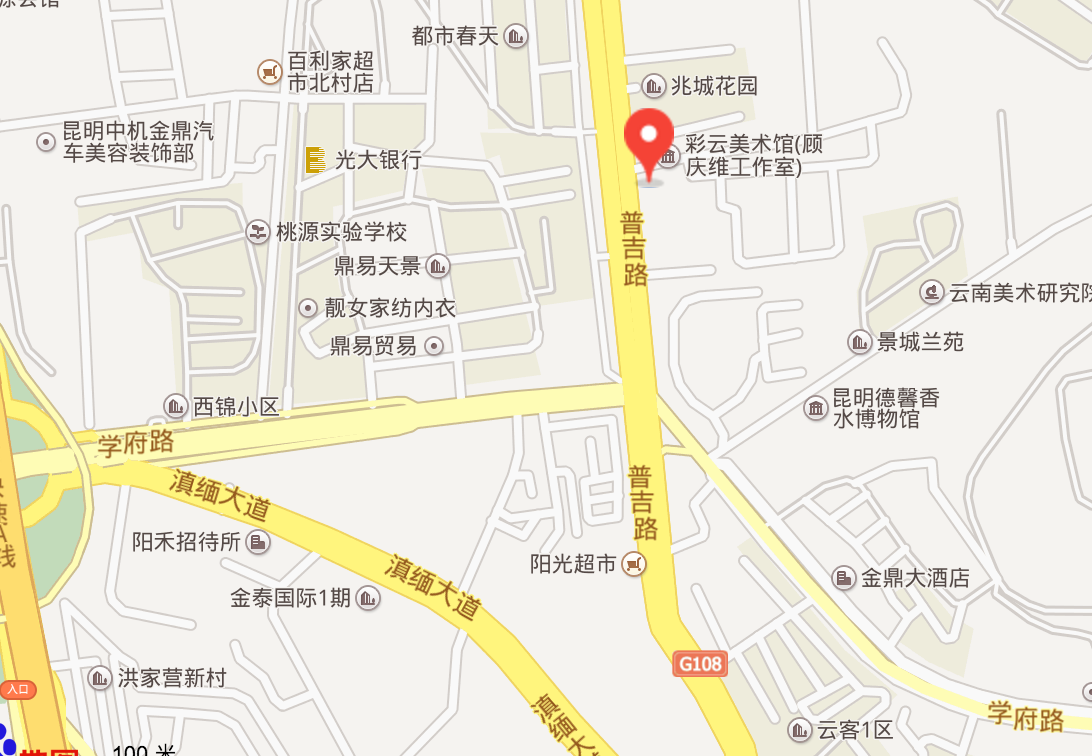 都市春天
百利家超
市北村店
兆城花园
昆明中机金鼎汽
车美容装饰部
光大银行
彩云美术馆(顾
庆维工作室)
桃源实验学校
普吉路
鼎易天景
云南美术研究院
靓女家纺内衣
鼎易贸易
景城兰苑
昆明德馨香
水博物馆
西锦小区
学府路
滇缅大道
普吉路
阳禾招待所
阳光超市
滇缅大道
金鼎大酒店
金泰国际1期
G108
洪家营新村
入口
滇缅大
学府路
云客1区
100 米